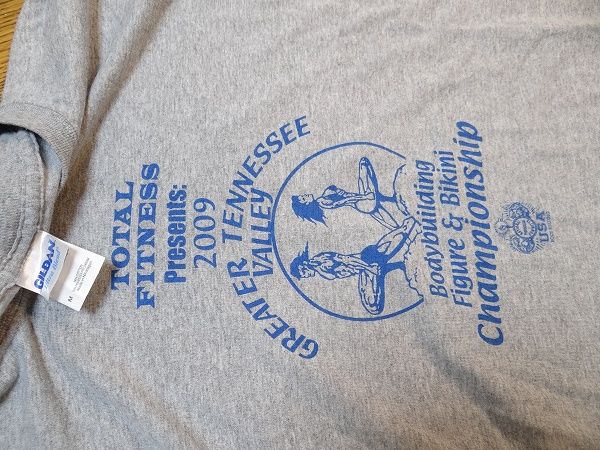 TOTAL
FITNESS
Presents:
2009
GREATER TENNESSEE
VALLEY
Bodybuilding
Figure & Bikini
Championship
USA
GILDAN
M